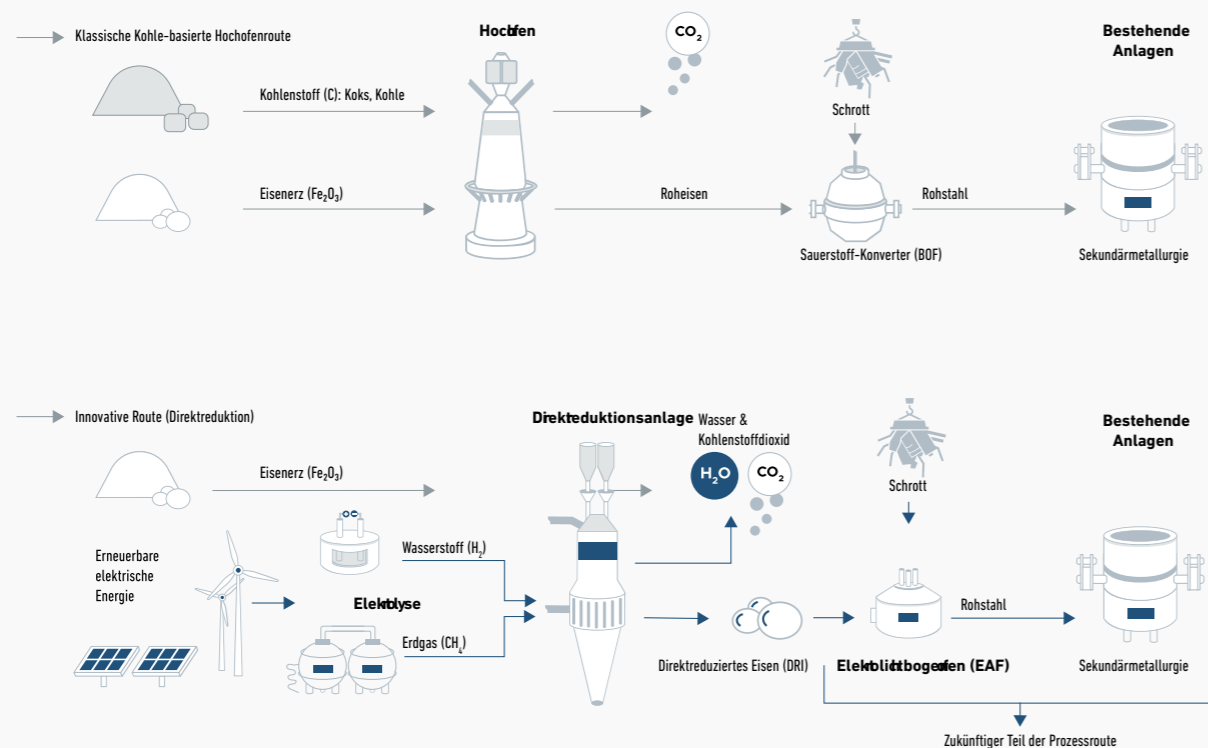 Klassische Kohle-basierte Hochofenroute
Hochofen
CO₂
Bestehende
Anlagen
Kohlenstoff (C): Koks, Kohle
Schrott
Eisenerz (Fe₂O₃)
Roheisen
Rohstahl
Sauerstoff-Konverter (BOF)
Sekundärmetallurgie
Innovative Route (Direktreduktion)
Direktreduktionsanlage
Wasser &
Kohlenstoffdioxid
Bestehende
Anlagen
Eisenerz (Fe₂O₃)
H₂O
CO₂
Schrott
Erneuerbare
elektrische
Energie
Wasserstoff (H₂)
Elektrolyse
Erdgas (CH₄)
Rohstahl
Direktreduziertes Eisen (DRI)
Elektrolichtbogenofen (EAF)
Sekundärmetallurgie
Zukünftiger Teil der Prozessroute